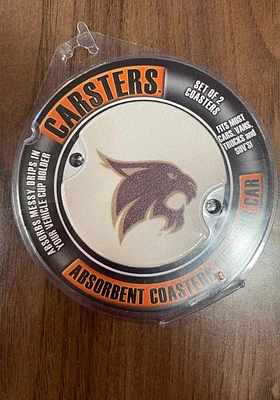 CARSTERS
SET OF 2
COASTERS
FITS MOST
CARS, VANS,
TRUCKS and
SUV'S!
CAR
ABSORBENT COASTERS
ABSORBS MESSY DRIPS IN
YOUR VEHICLE CUP HOLDER